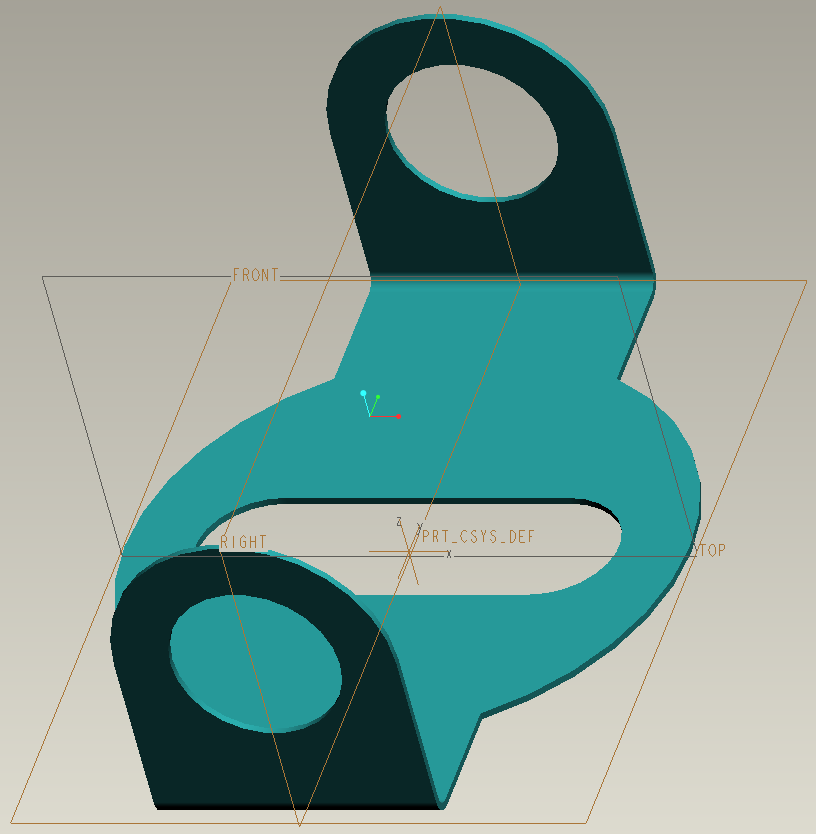 FRONT
Z
Y
PRT_CSYS_DEF
RIGHT
X
TOP